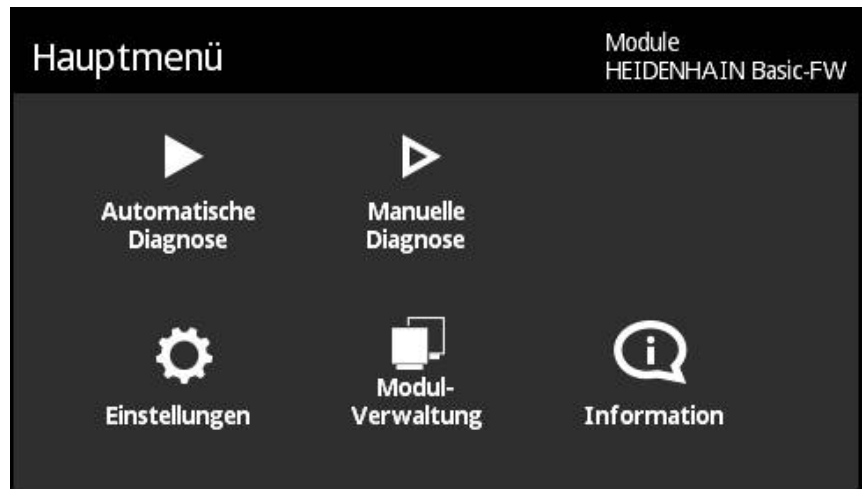 Hauptmenü
Module
HEIDENHAIN Basic-FW
Automatische
Diagnose
Manuelle
Diagnose
Einstellungen
Modul-
Verwaltung
Information